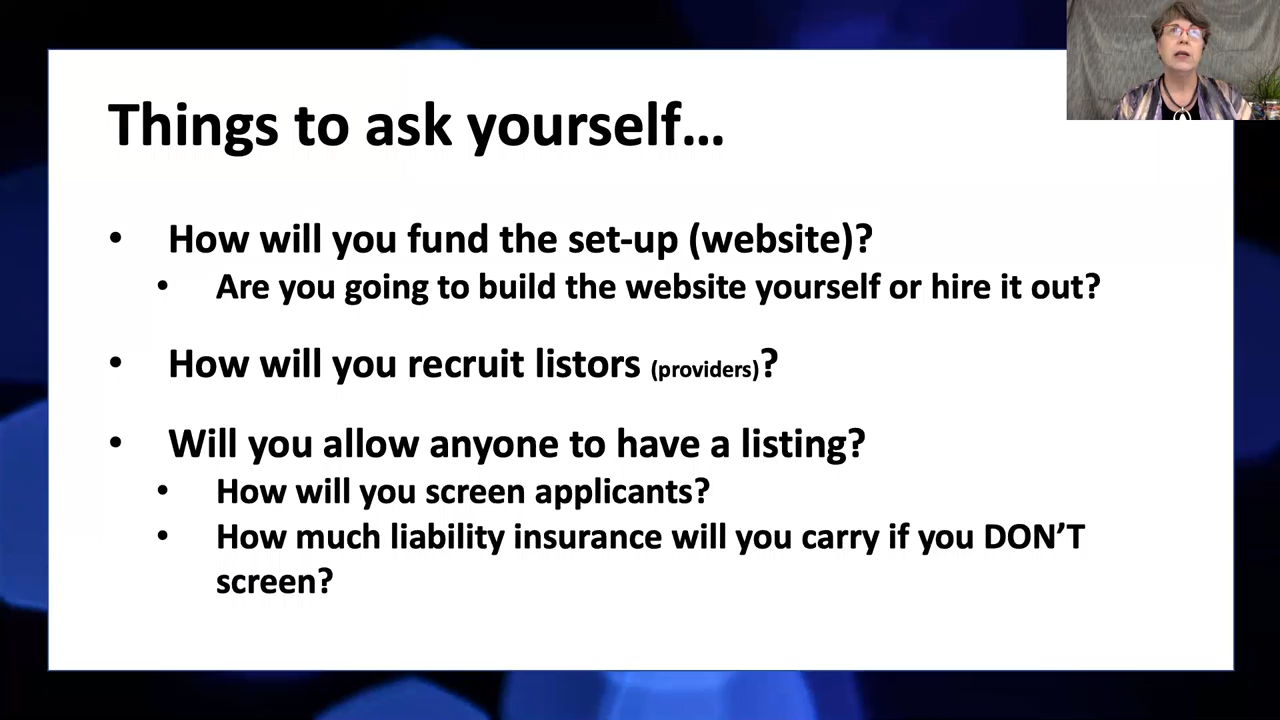 Things to ask yourself...
• How will you fund the set-up (website)?
• Are you going to build the website yourself or hire it out?
• How will you recruit listors (providers)?
• Will you allow anyone to have a listing?
• How will you screen applicants?
• How much liability insurance will you carry if you DON’T
screen?